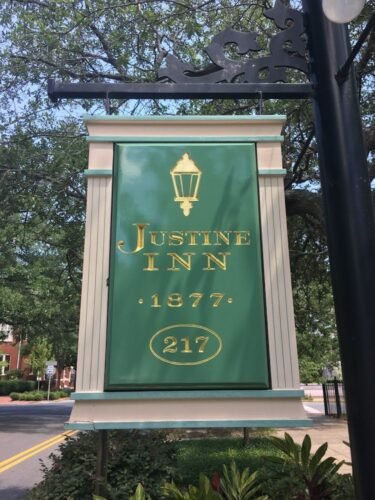 JUSTINE
INN
·1877·
217